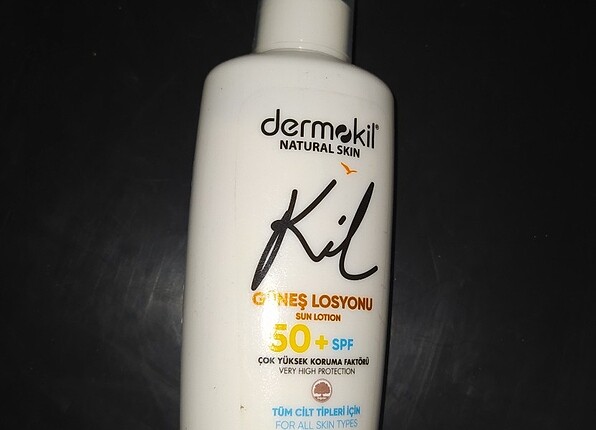 dermokil®
NATURAL SKIN
Kil
GÜNEŞ LOSYONU
SUN LOTION
50+ SPF
ÇOK YÜKSEK KORUMA FAKTÖRÜ
VERY HIGH PROTECTION
TÜM CİLT TİPLERİ İÇİN
FOR ALL SKIN TYPES